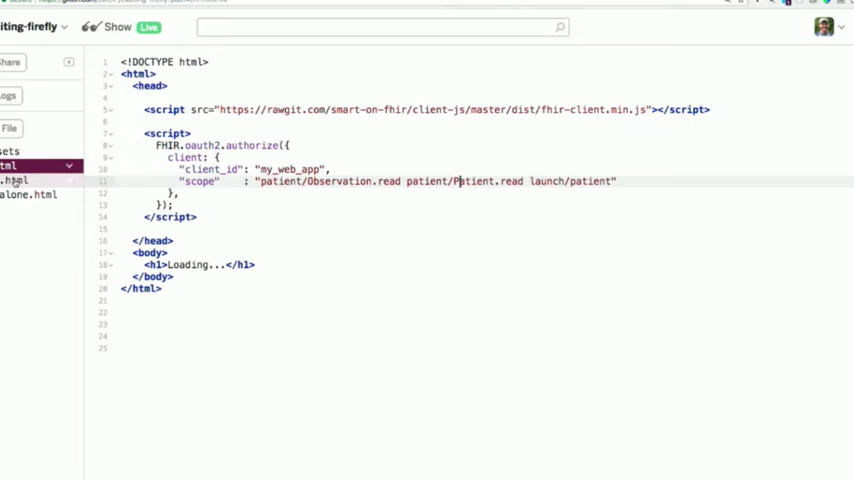 iting-firefly
Show Live
hare
ogs
File
sets
tml
.html
alone.html
1 <!DOCTYPE html>
2 <html>
3 <head>
4
5 <script src="https://rawgit.com/smart-on-fhir/client-js/master/dist/fhir-client.min.js"></script>
6
7 <script>
8 FHIR.oauth2.authorize({
9 client: {
10 "client_id": "my_web_app",
11 "scope" : "patient/Observation.read patient/Patient.read launch/patient"
12 },
13 });
14 </script>
15
16 </head>
17 <body>
18 <h1>Loading...</h1>
19 </body>
20 </html>
21
22
23
24
25